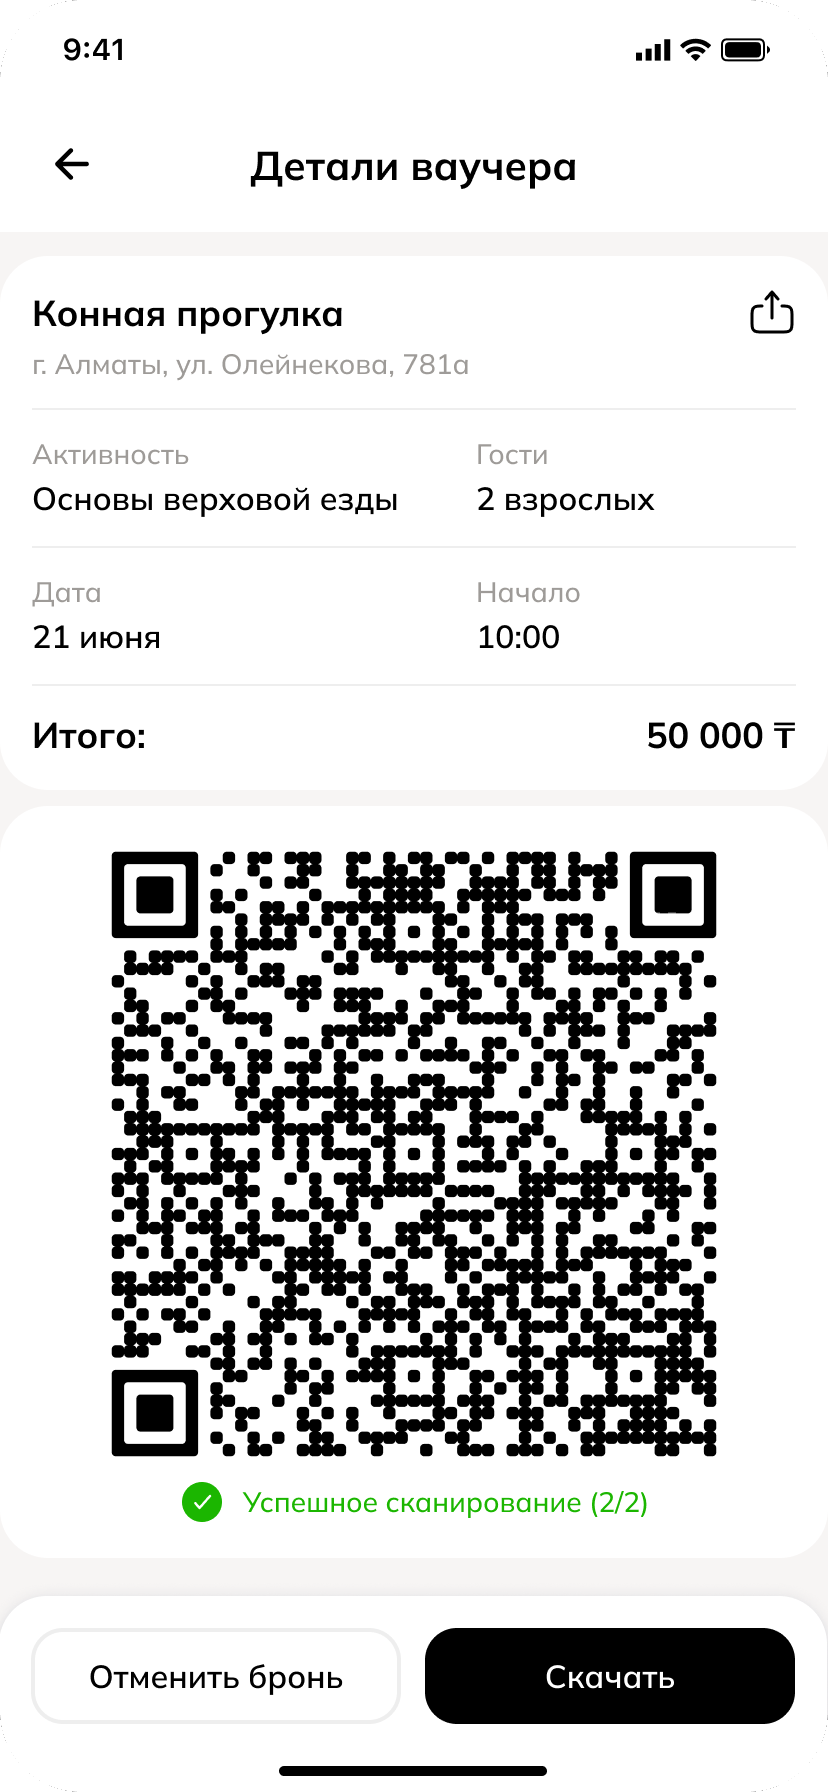 9:41
Детали ваучера
Конная прогулка
г. Алматы, ул. Олейнекова, 781а
Активность
Гости
Основы верховой езды
2 взрослых
Дата
Начало
21 июня
10:00
Итого:
50 000 ₸
Успешное сканирование (2/2)
Отменить бронь
Скачать